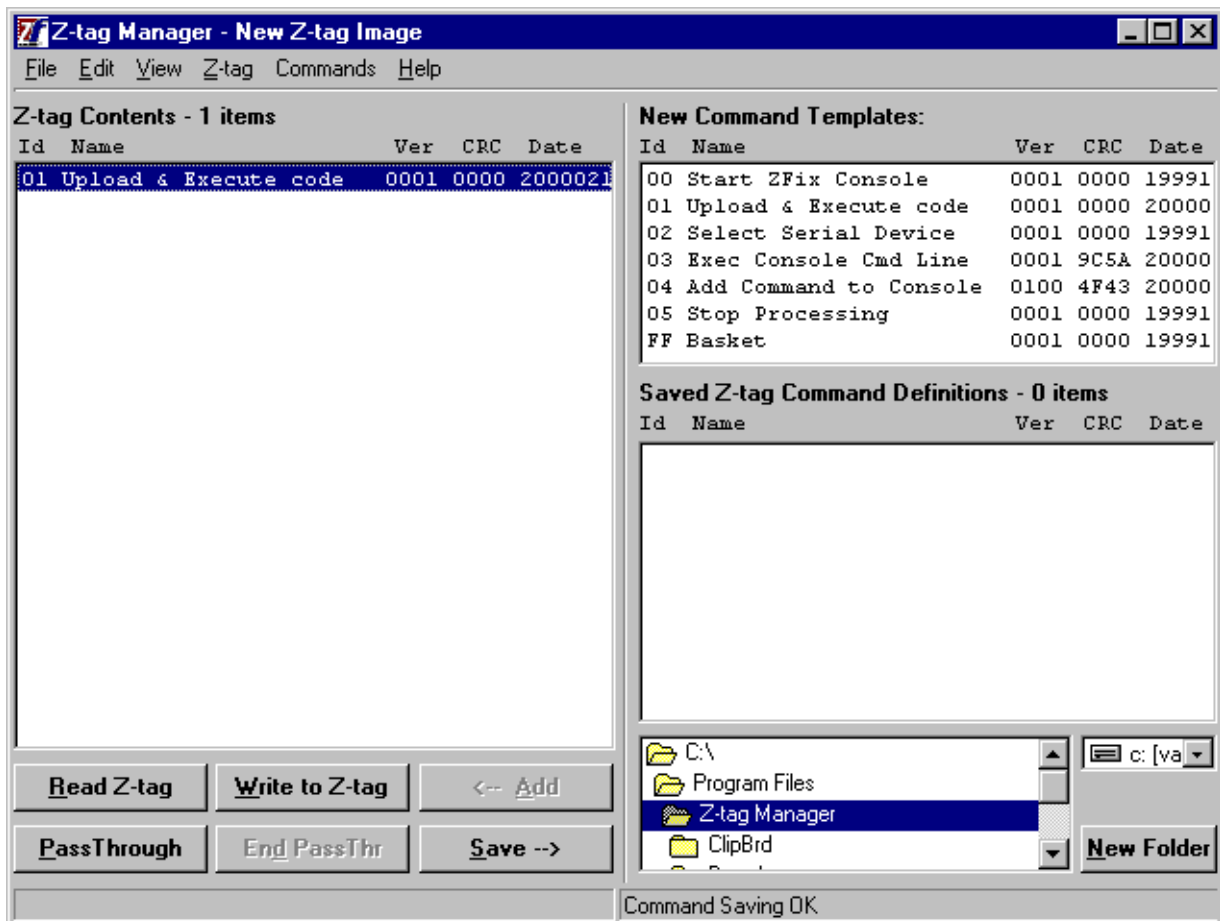 Z-tag Manager - New Z-tag Image
File Edit View Z-tag Commands Help
Z-tag Contents - 1 items
Id Name Ver CRC Date
01 Upload & Execute code 0001 0000 2000021
Read Z-tag Write to Z-tag <-- Add
PassThrough End PassThr Save -->
New Command Templates:
Id Name Ver CRC Date
00 Start ZFix Console 0001 0000 19991
01 Upload & Execute code 0001 0000 20000
02 Select Serial Device 0001 0000 19991
03 Exec Console Cmd Line 0001 9C5A 20000
04 Add Command to Console 0100 4F43 20000
05 Stop Processing 0001 0000 19991
FF Basket 0001 0000 19991
Saved Z-tag Command Definitions - 0 items
Id Name Ver CRC Date
C:\
Program Files
Z-tag Manager
ClipBrd
c: [va
New Folder
Command Saving OK